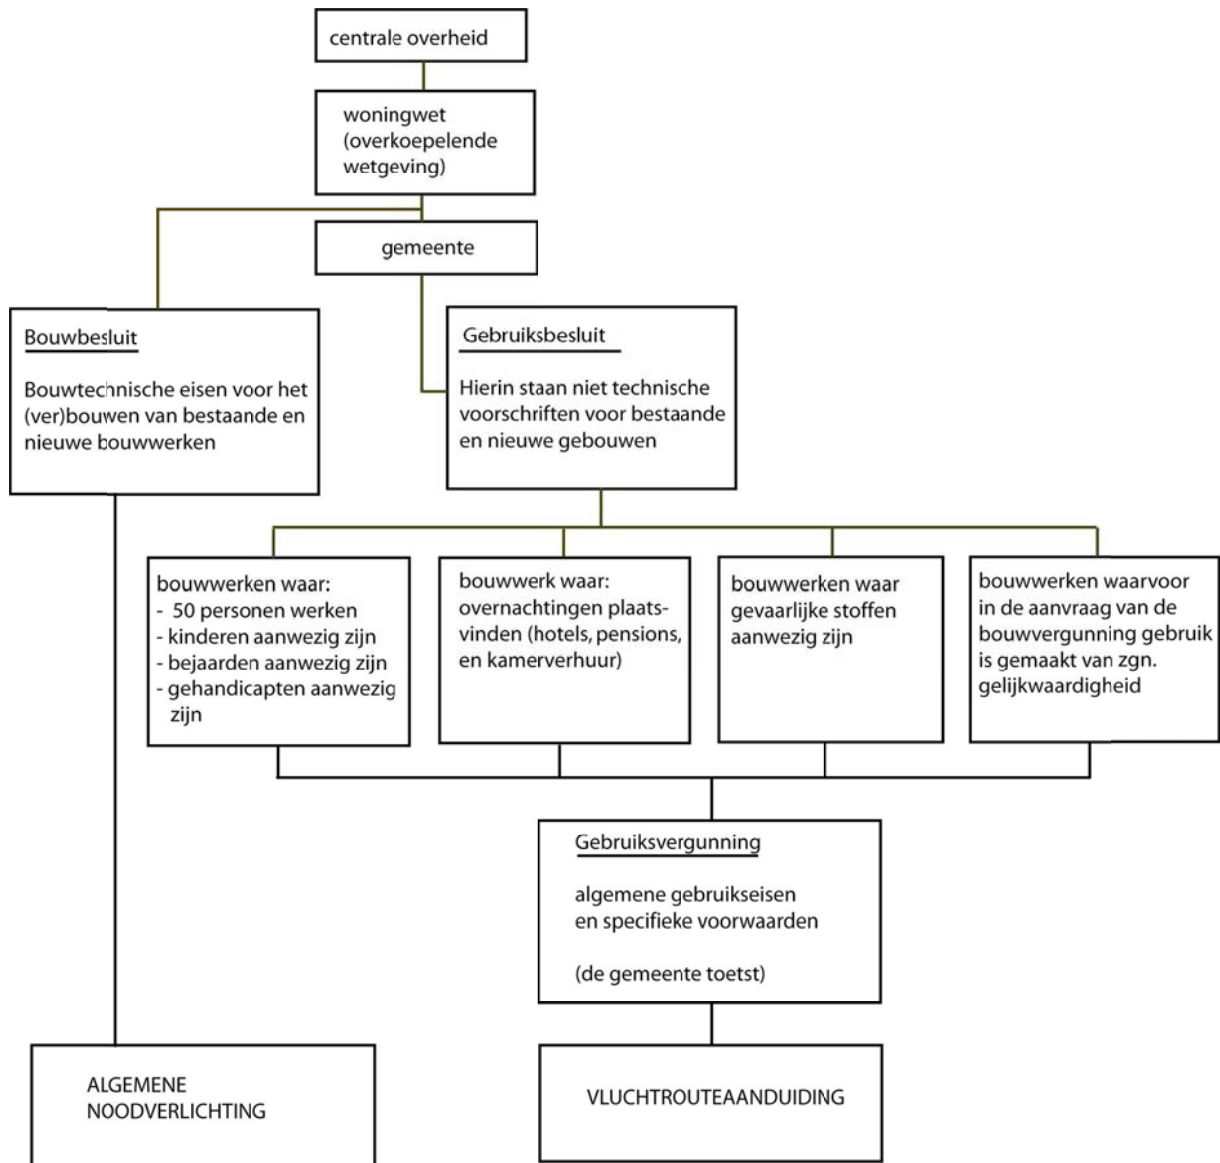 centrale overheid
woningwet
(overkoepelende
wetgeving)
gemeente
Bouwbesluit
Bouwtechnische eisen voor het
(ver)bouwen van bestaande en
nieuwe bouwwerken
Gebruiksbesluit
Hierin staan niet technische
voorschriften voor bestaande
en nieuwe gebouwen
bouwwerken waar:
- 50 personen werken
- kinderen aanwezig zijn
- bejaarden aanwezig zijn
- gehandicapten aanwezig
zijn
bouwwerk waar:
overnachtingen plaats-
vinden (hotels, pensions,
en kamerverhuur)
bouwwerken waar
gevaarlijke stoffen
aanwezig zijn
bouwwerken waarvoor
in de aanvraag van de
bouwvergunning gebruik
is gemaakt van zgn.
gelijkwaardigheid
Gebruiksvergunning
algemene gebruikseisen
en specifieke voorwaarden
(de gemeente toetst)
ALGEMENE
NOODVERLICHTING
VLUCHTROUTEAANDUIDING